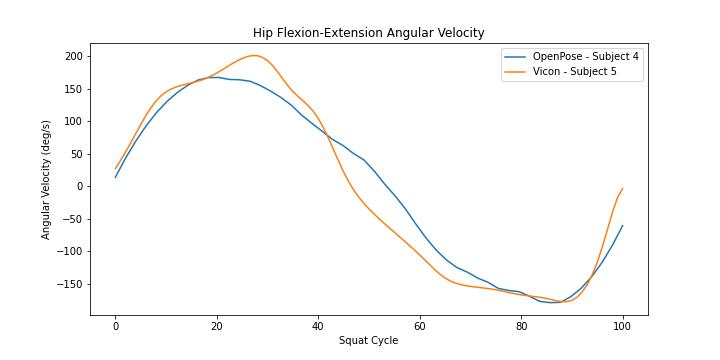 Hip Flexion-Extension Angular Velocity
OpenPose - Subject 4
Vicon - Subject 5
Angular Velocity (deg/s)
200
150
100
50
0
−50
−100
−150
0 20 40 60 80 100
Squat Cycle